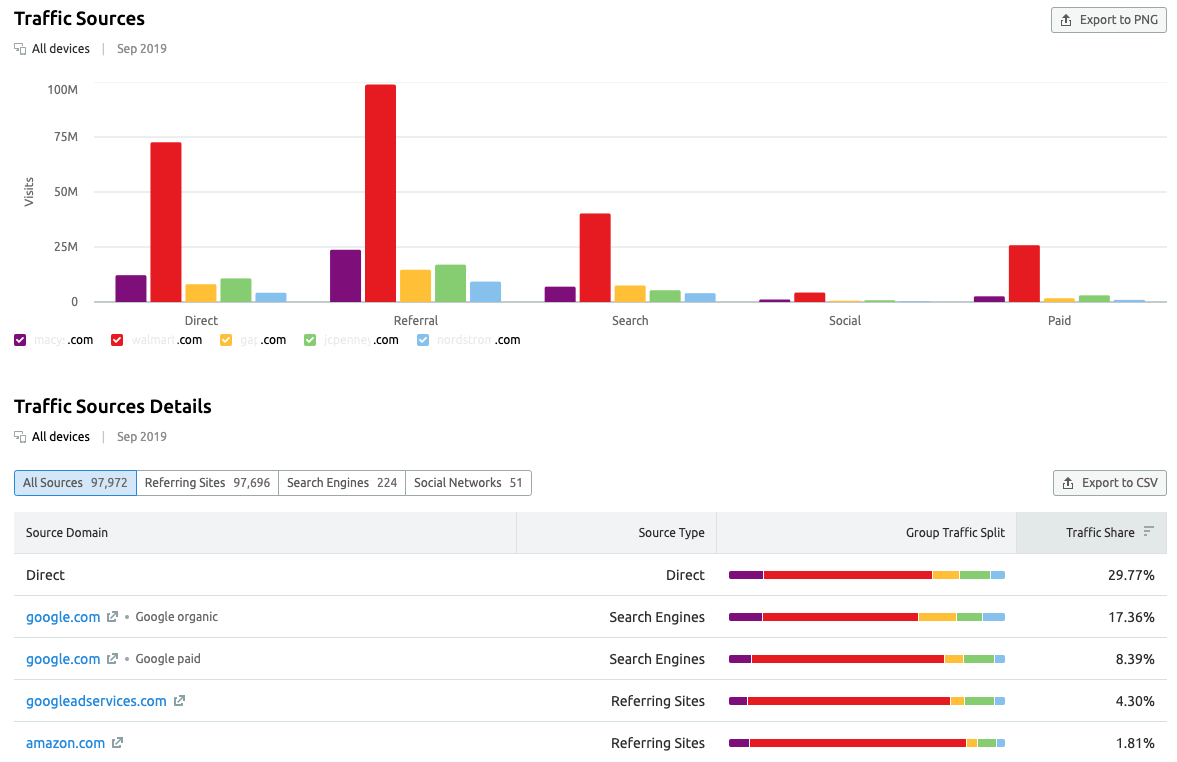 Traffic Sources
Export to PNG
All devices | Sep 2019
100M
75M
50M
25M
0
Visits
Direct Referral Search Social Paid
macys.com walmart.com gap.com jcpenney.com nordstrom.com
Traffic Sources Details
All devices | Sep 2019
All Sources 97,972 Referring Sites 97,696 Search Engines 224 Social Networks 51
Export to CSV
Source Domain Source Type Group Traffic Split Traffic Share
Direct Direct 29.77%
google.com • Google organic Search Engines 17.36%
google.com • Google paid Search Engines 8.39%
googleadservices.com Referring Sites 4.30%
amazon.com Referring Sites 1.81%